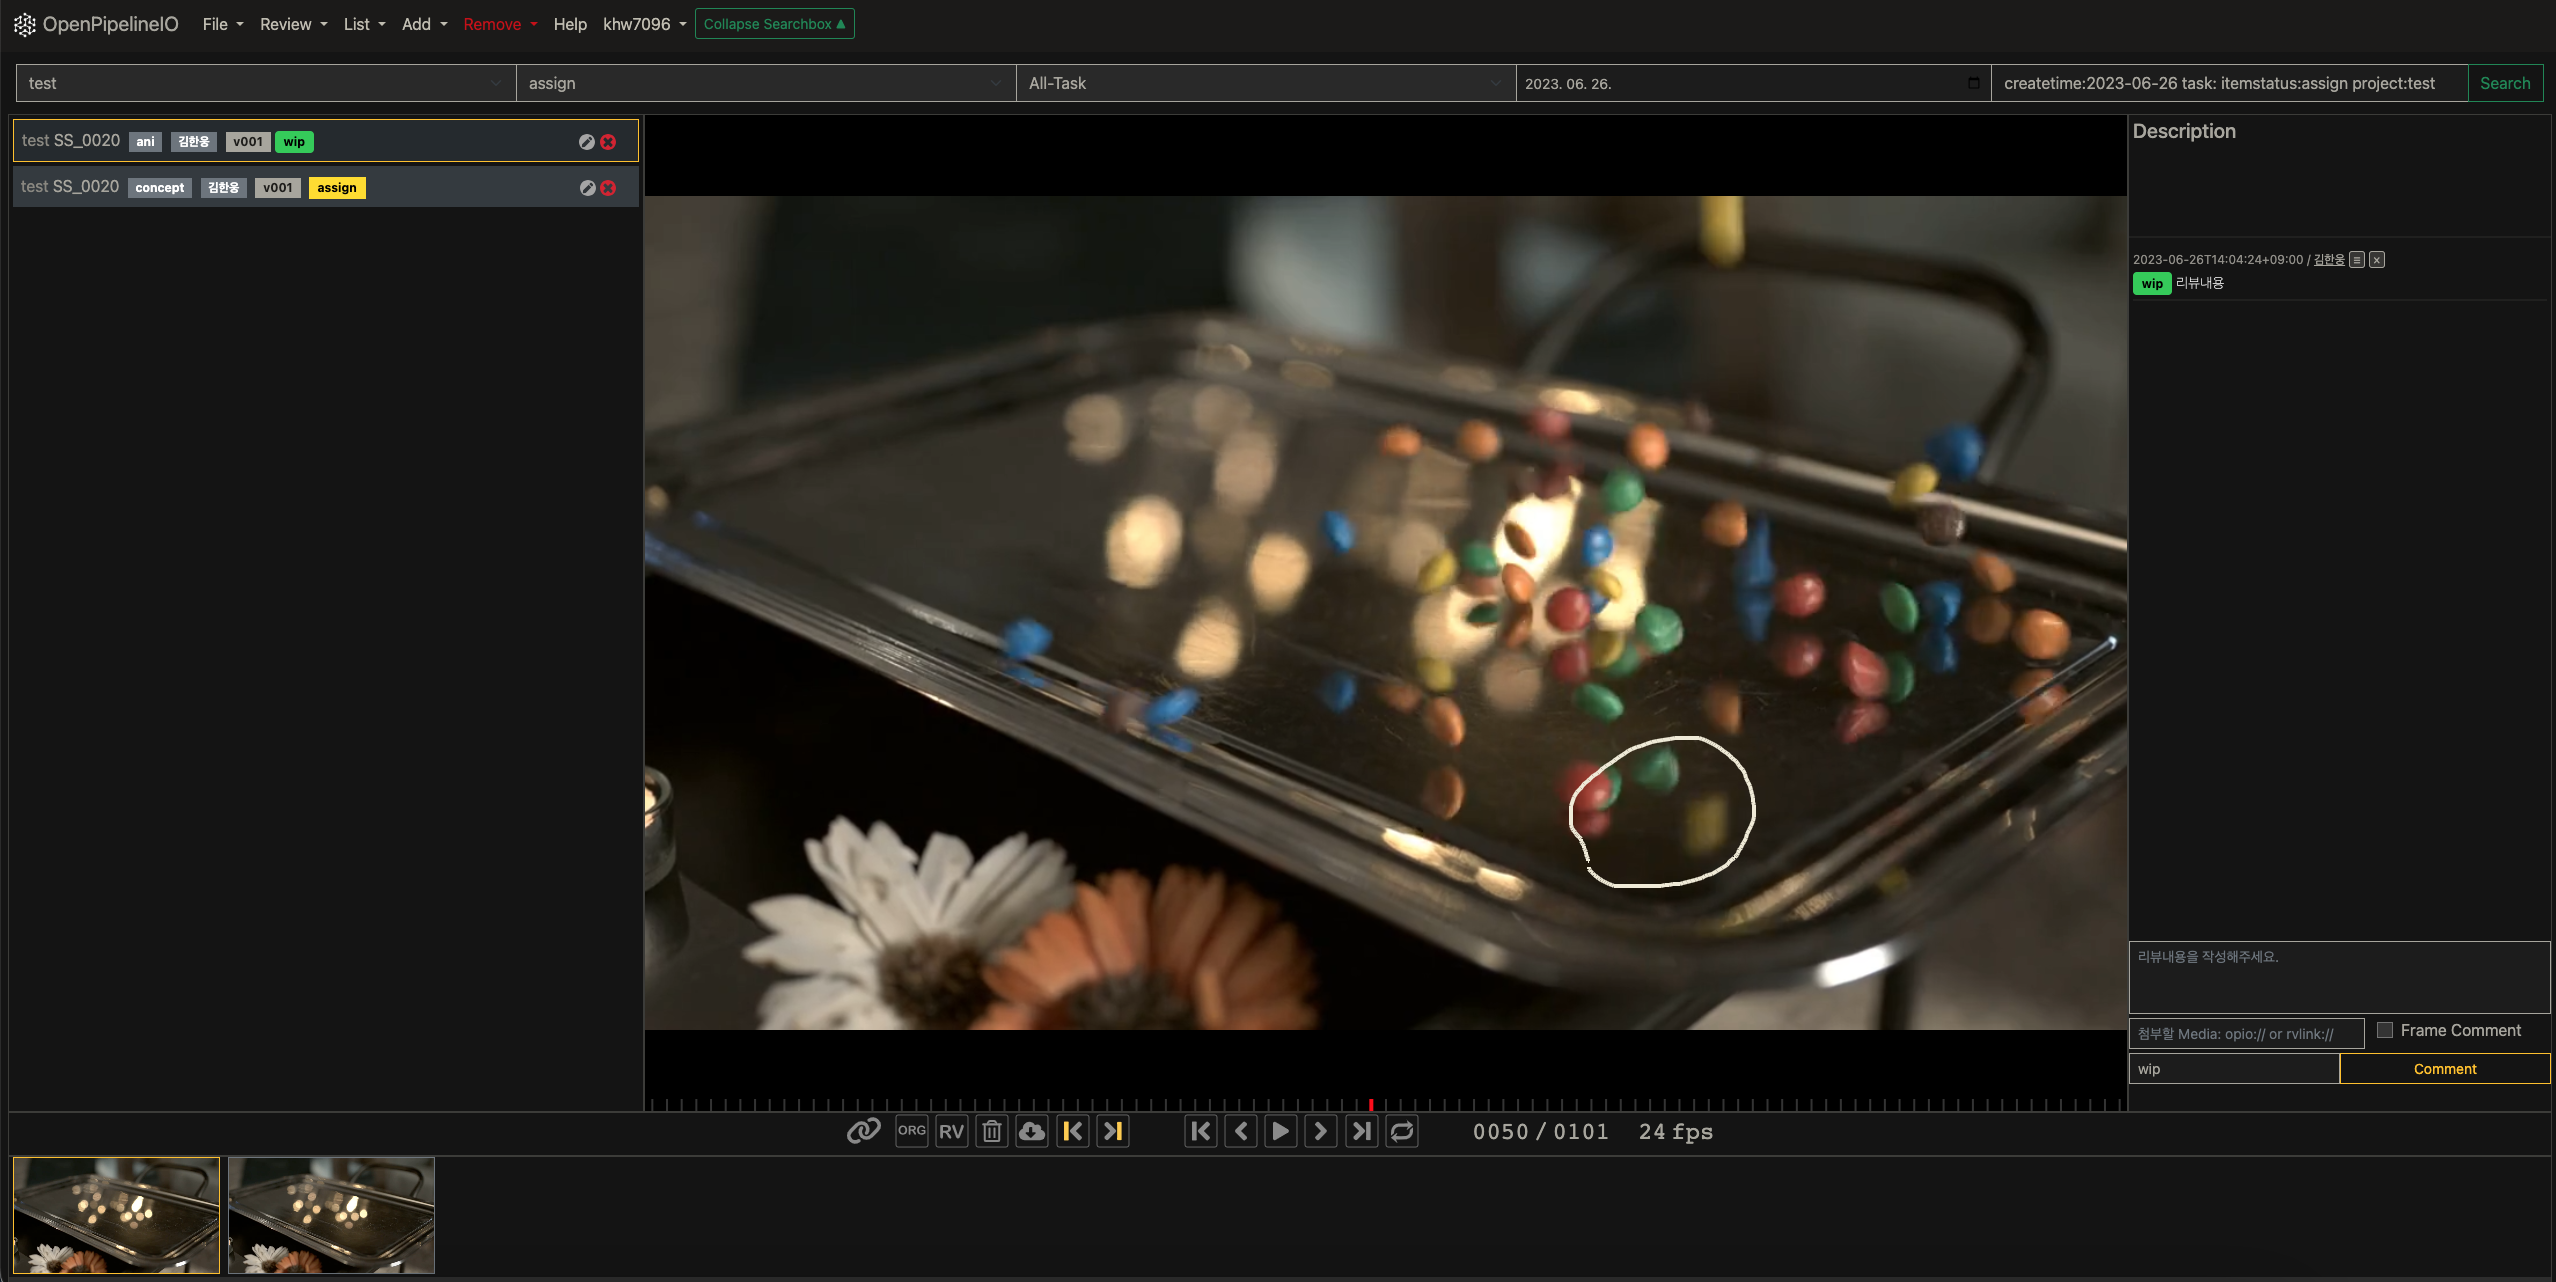 OpenPipelineIO File Review List Add Remove Help khw7096 Collapse Searchbox ▲
test assign All-Task 2023. 06. 26. createtime:2023-06-26 task: itemstatus:assign project:test Search
test SS_0020 ani 김한웅 v001 wip
test SS_0020 concept 김한웅 v001 assign
Description
2023-06-26T14:04:24+09:00 / 김한웅 ≡ ×
wip 리뷰내용
리뷰내용을 작성해주세요.
첨부할 Media: opio:// or rvlink:// Frame Comment
wip Comment
ORG RV 0050 / 0101 24 fps